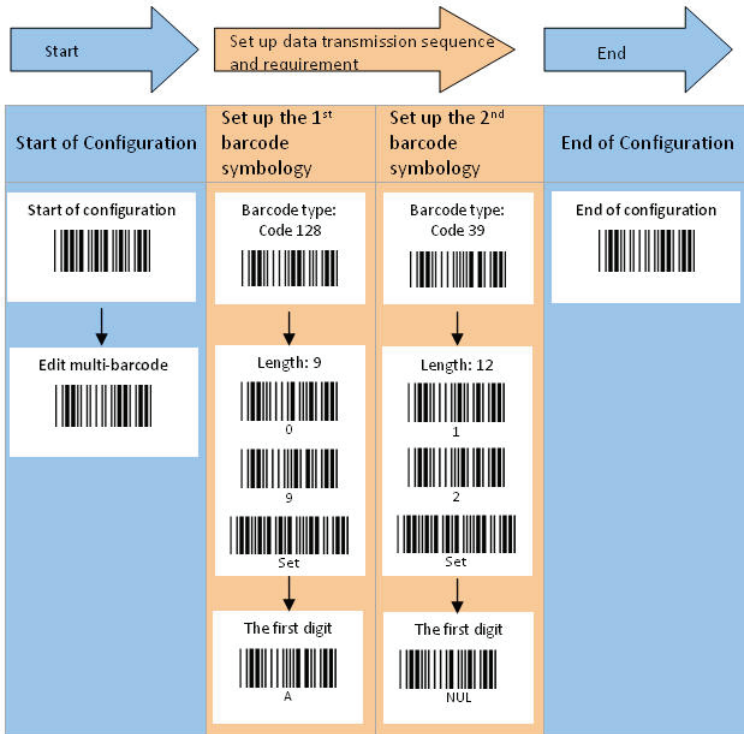 Start
Set up data transmission sequence
and requirement
End
Start of Configuration
Set up the 1st
barcode
symbology
Set up the 2nd
barcode
symbology
End of Configuration
Start of configuration
Edit multi-barcode
Barcode type:
Code 128
Length: 9
0
9
Set
The first digit
A
Barcode type:
Code 39
Length: 12
1
2
Set
The first digit
NUL
End of configuration